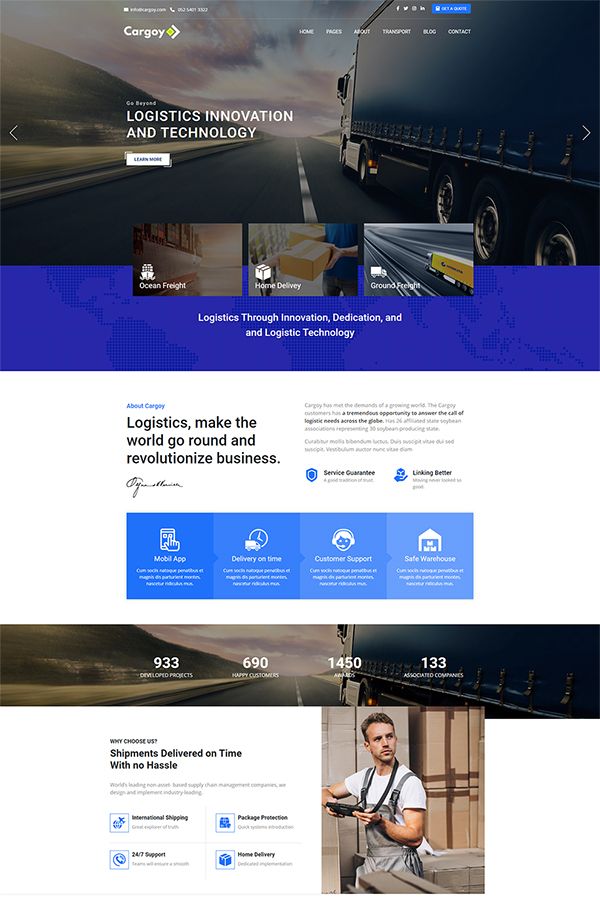 info@cargoy.com 052 5401 3322
GET A QUOTE
Cargoy
HOME PAGES ABOUT TRANSPORT BLOG CONTACT
Go Beyond
LOGISTICS INNOVATION
AND TECHNOLOGY
LEARN MORE
Ocean Freight
Home Delivey
Ground Freight
Logistics Through Innovation, Dedication, and
and Logistic Technology
About Cargoy
Logistics, make the
world go round and
revolutionize business.
Cargoy has met the demands of a growing world. The Cargoy
customers has a tremendous opportunity to answer the call of
logistic needs across the globe. Has 26 affiliated state soybean
associations representing 30 soybean-producing state.
Curabitur mollis bibendum luctus. Duis suscipit vitae dui sed
suscipit. Vestibulum auctor nunc vitae diam
Service Guarantee
A good tradition of trust
Linking Better
Moving never looked so
good
Mobil App
Cum sociis natoque penatibus et
magnis dis parturient montes,
nascetur ridiculus mus.
Delivery on time
Cum sociis natoque penatibus et
magnis dis parturient montes,
nascetur ridiculus mus.
Customer Support
Cum sociis natoque penatibus et
magnis dis parturient montes,
nascetur ridiculus mus.
Safe Warehouse
Cum sociis natoque penatibus et
magnis dis parturient montes,
nascetur ridiculus mus.
933
DEVELOPED PROJECTS
690
HAPPY CUSTOMERS
1450
AWARDS
133
ASSOCIATED COMPANIES
WHY CHOOSE US?
Shipments Delivered on Time
With no Hassle
World's leading non-asset- based supply chain management companies, we
design and implement industry-leading.
International Shipping
Great explorer of truth
Package Protection
Quick systems introduction
24/7 Support
Teams will ensure a smooth
Home Delivery
Dedicated implementation